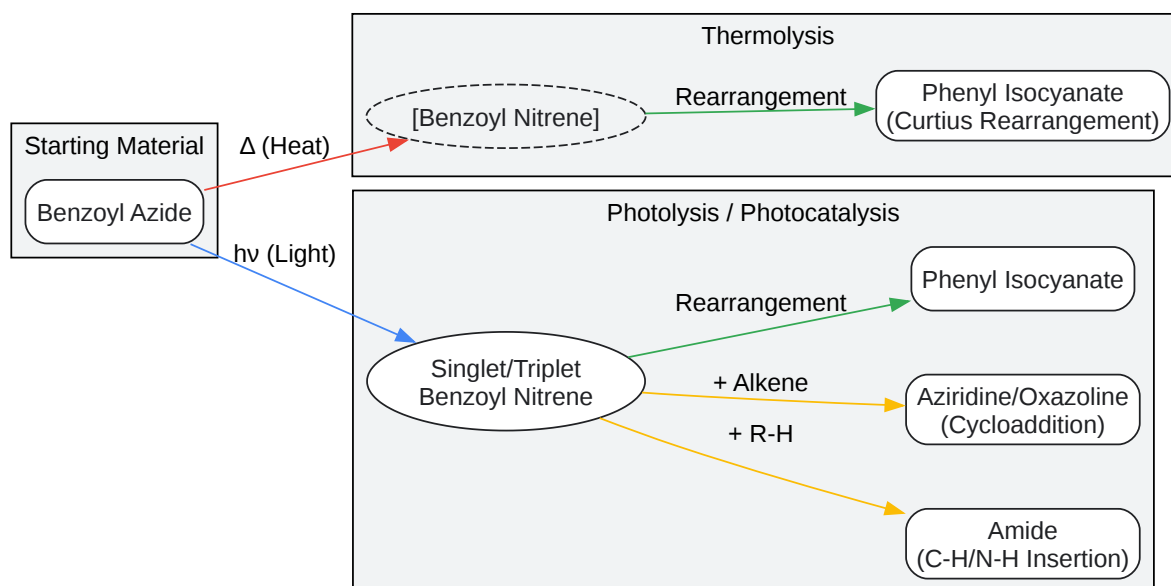 Thermolysis
[Benzoyl Nitrene]
Rearrangement
Phenyl Isocyanate
(Curtius Rearrangement)
Starting Material
Benzoyl Azide
Δ (Heat)
hν (Light)
Photolysis / Photocatalysis
Singlet/Triplet
Benzoyl Nitrene
Rearrangement
Phenyl Isocyanate
+ Alkene
Aziridine/Oxazoline
(Cycloaddition)
+ R-H
Amide
(C-H/N-H Insertion)